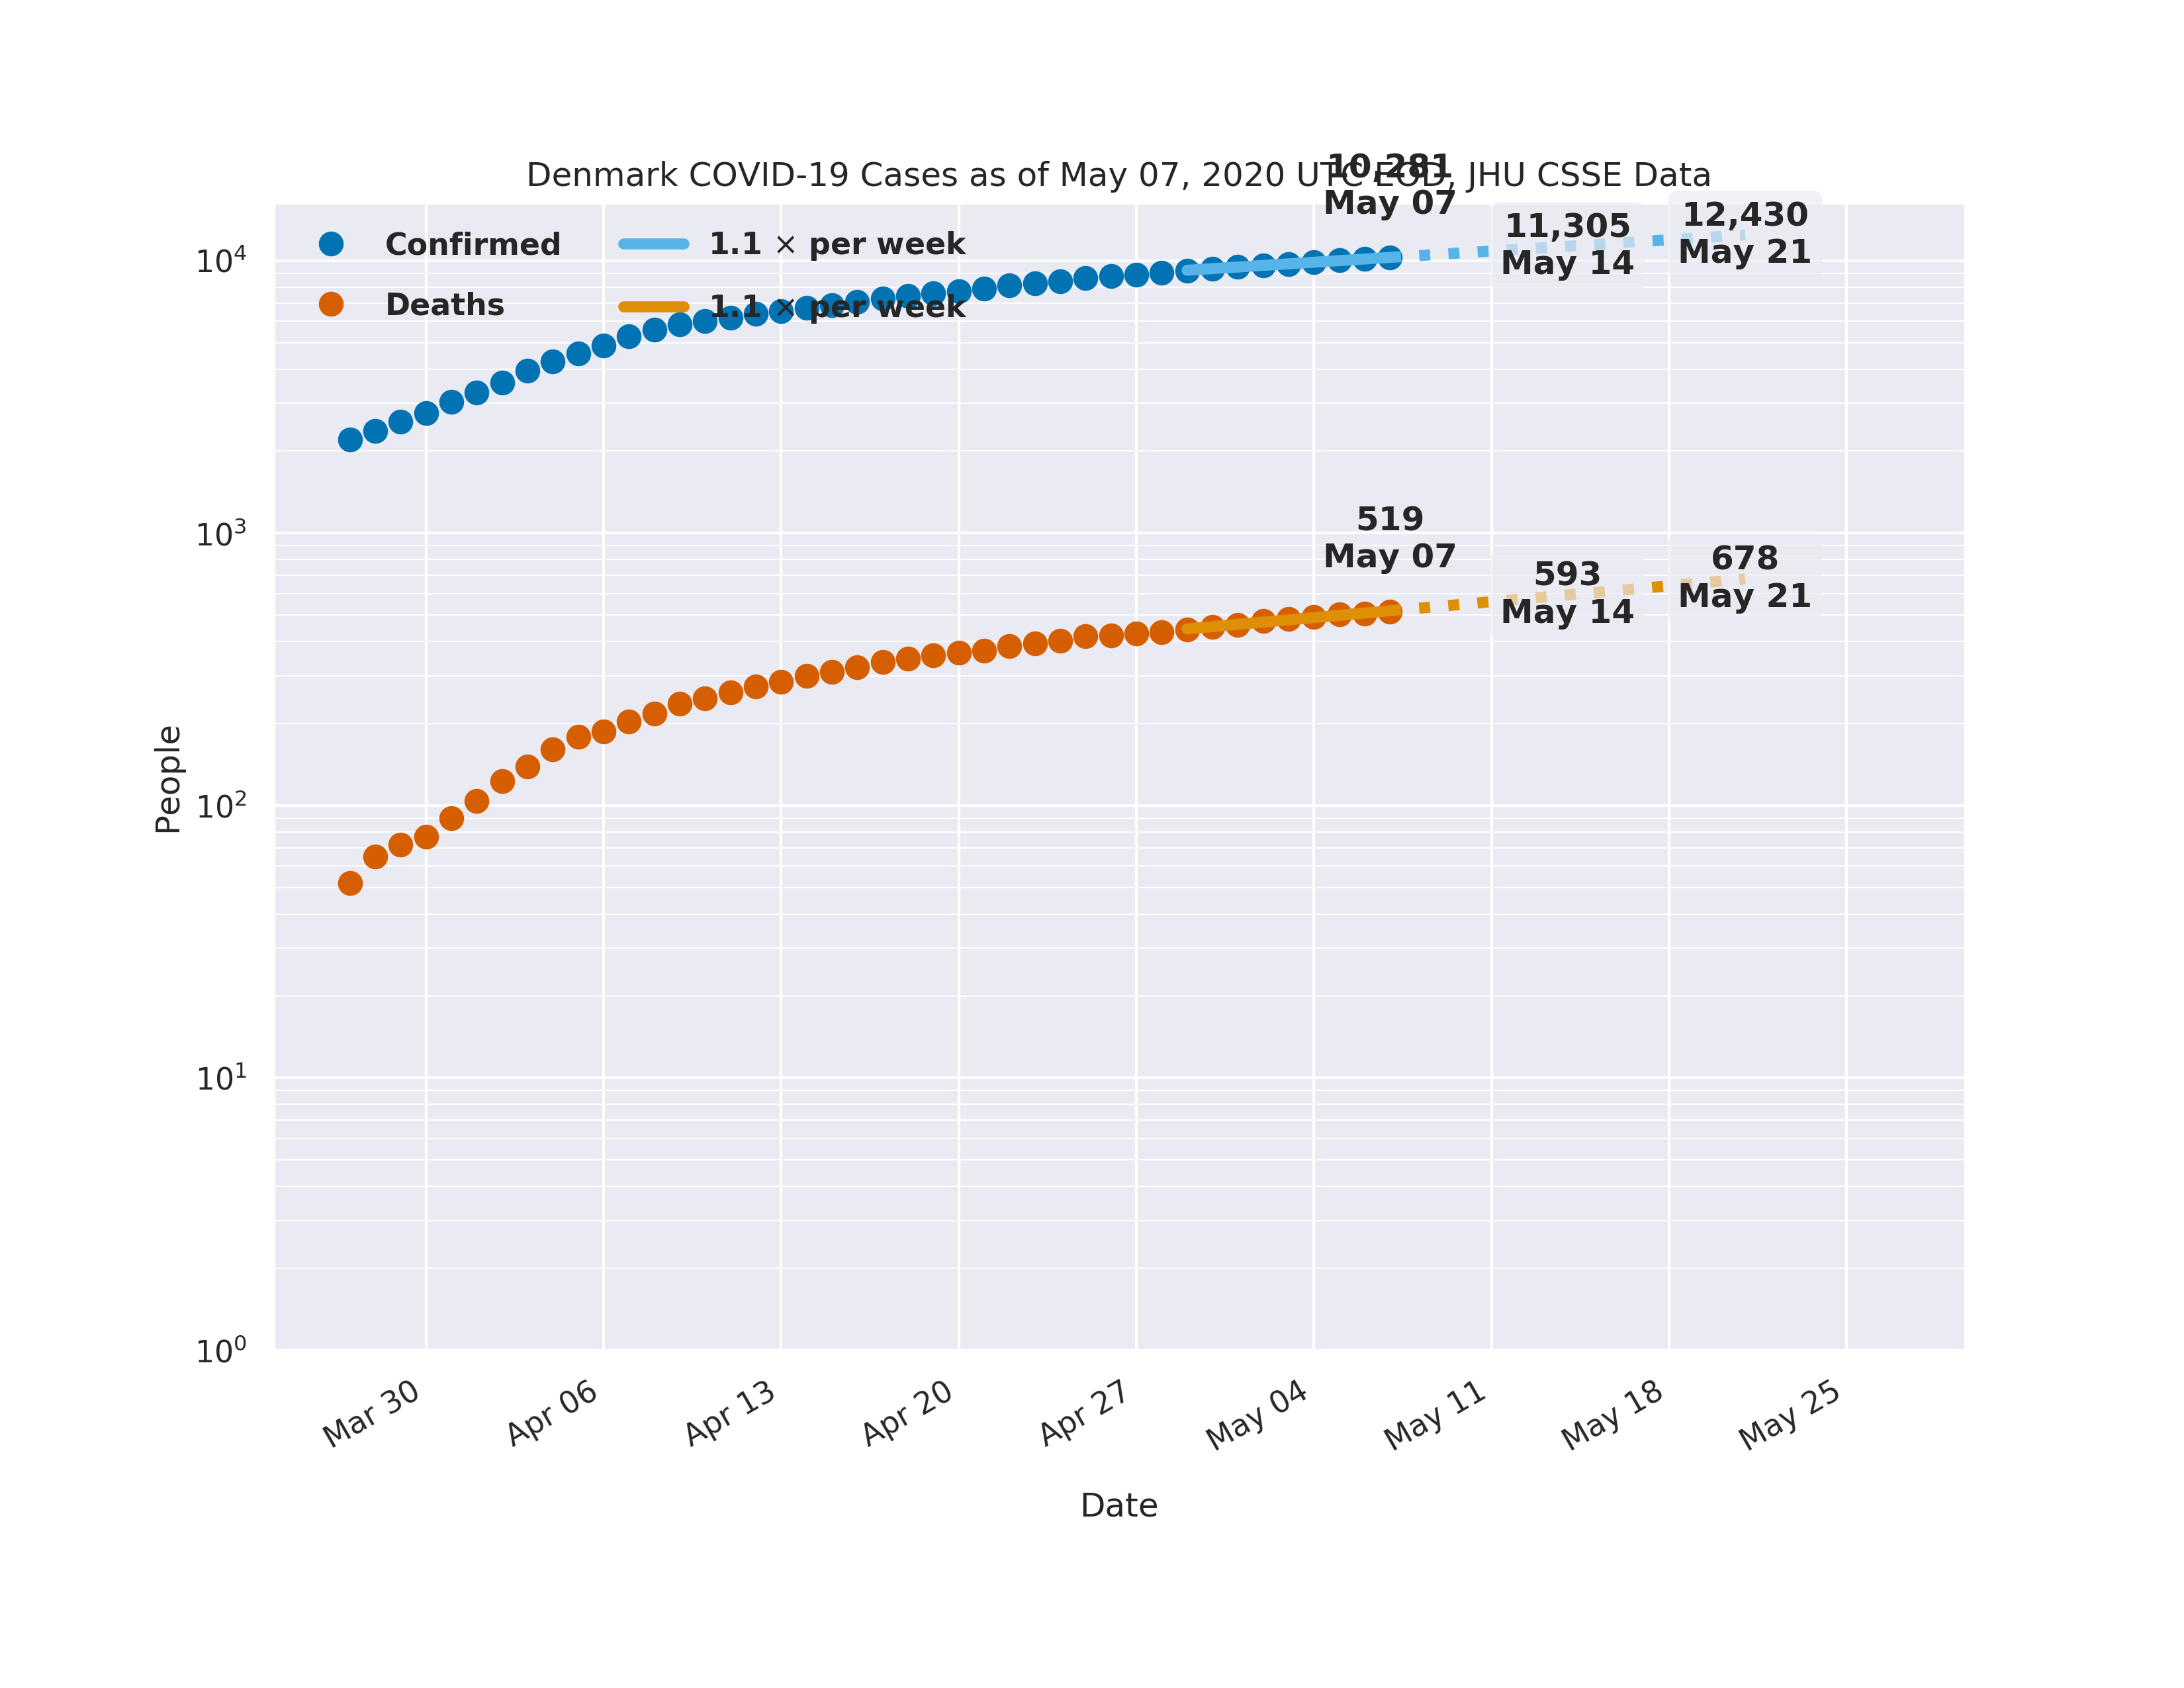 Denmark COVID-19 Cases as of May 07, 2020 UTC EOD, JHU CSSE Data
10,281
May 07
11,305
May 14
12,430
May 21
Confirmed
1.1 × per week
Deaths
1.1 × per week
519
May 07
593
May 14
678
May 21
People
10⁴
10³
10²
10¹
10⁰
Mar 30
Apr 06
Apr 13
Apr 20
Apr 27
May 04
May 11
May 18
May 25
Date